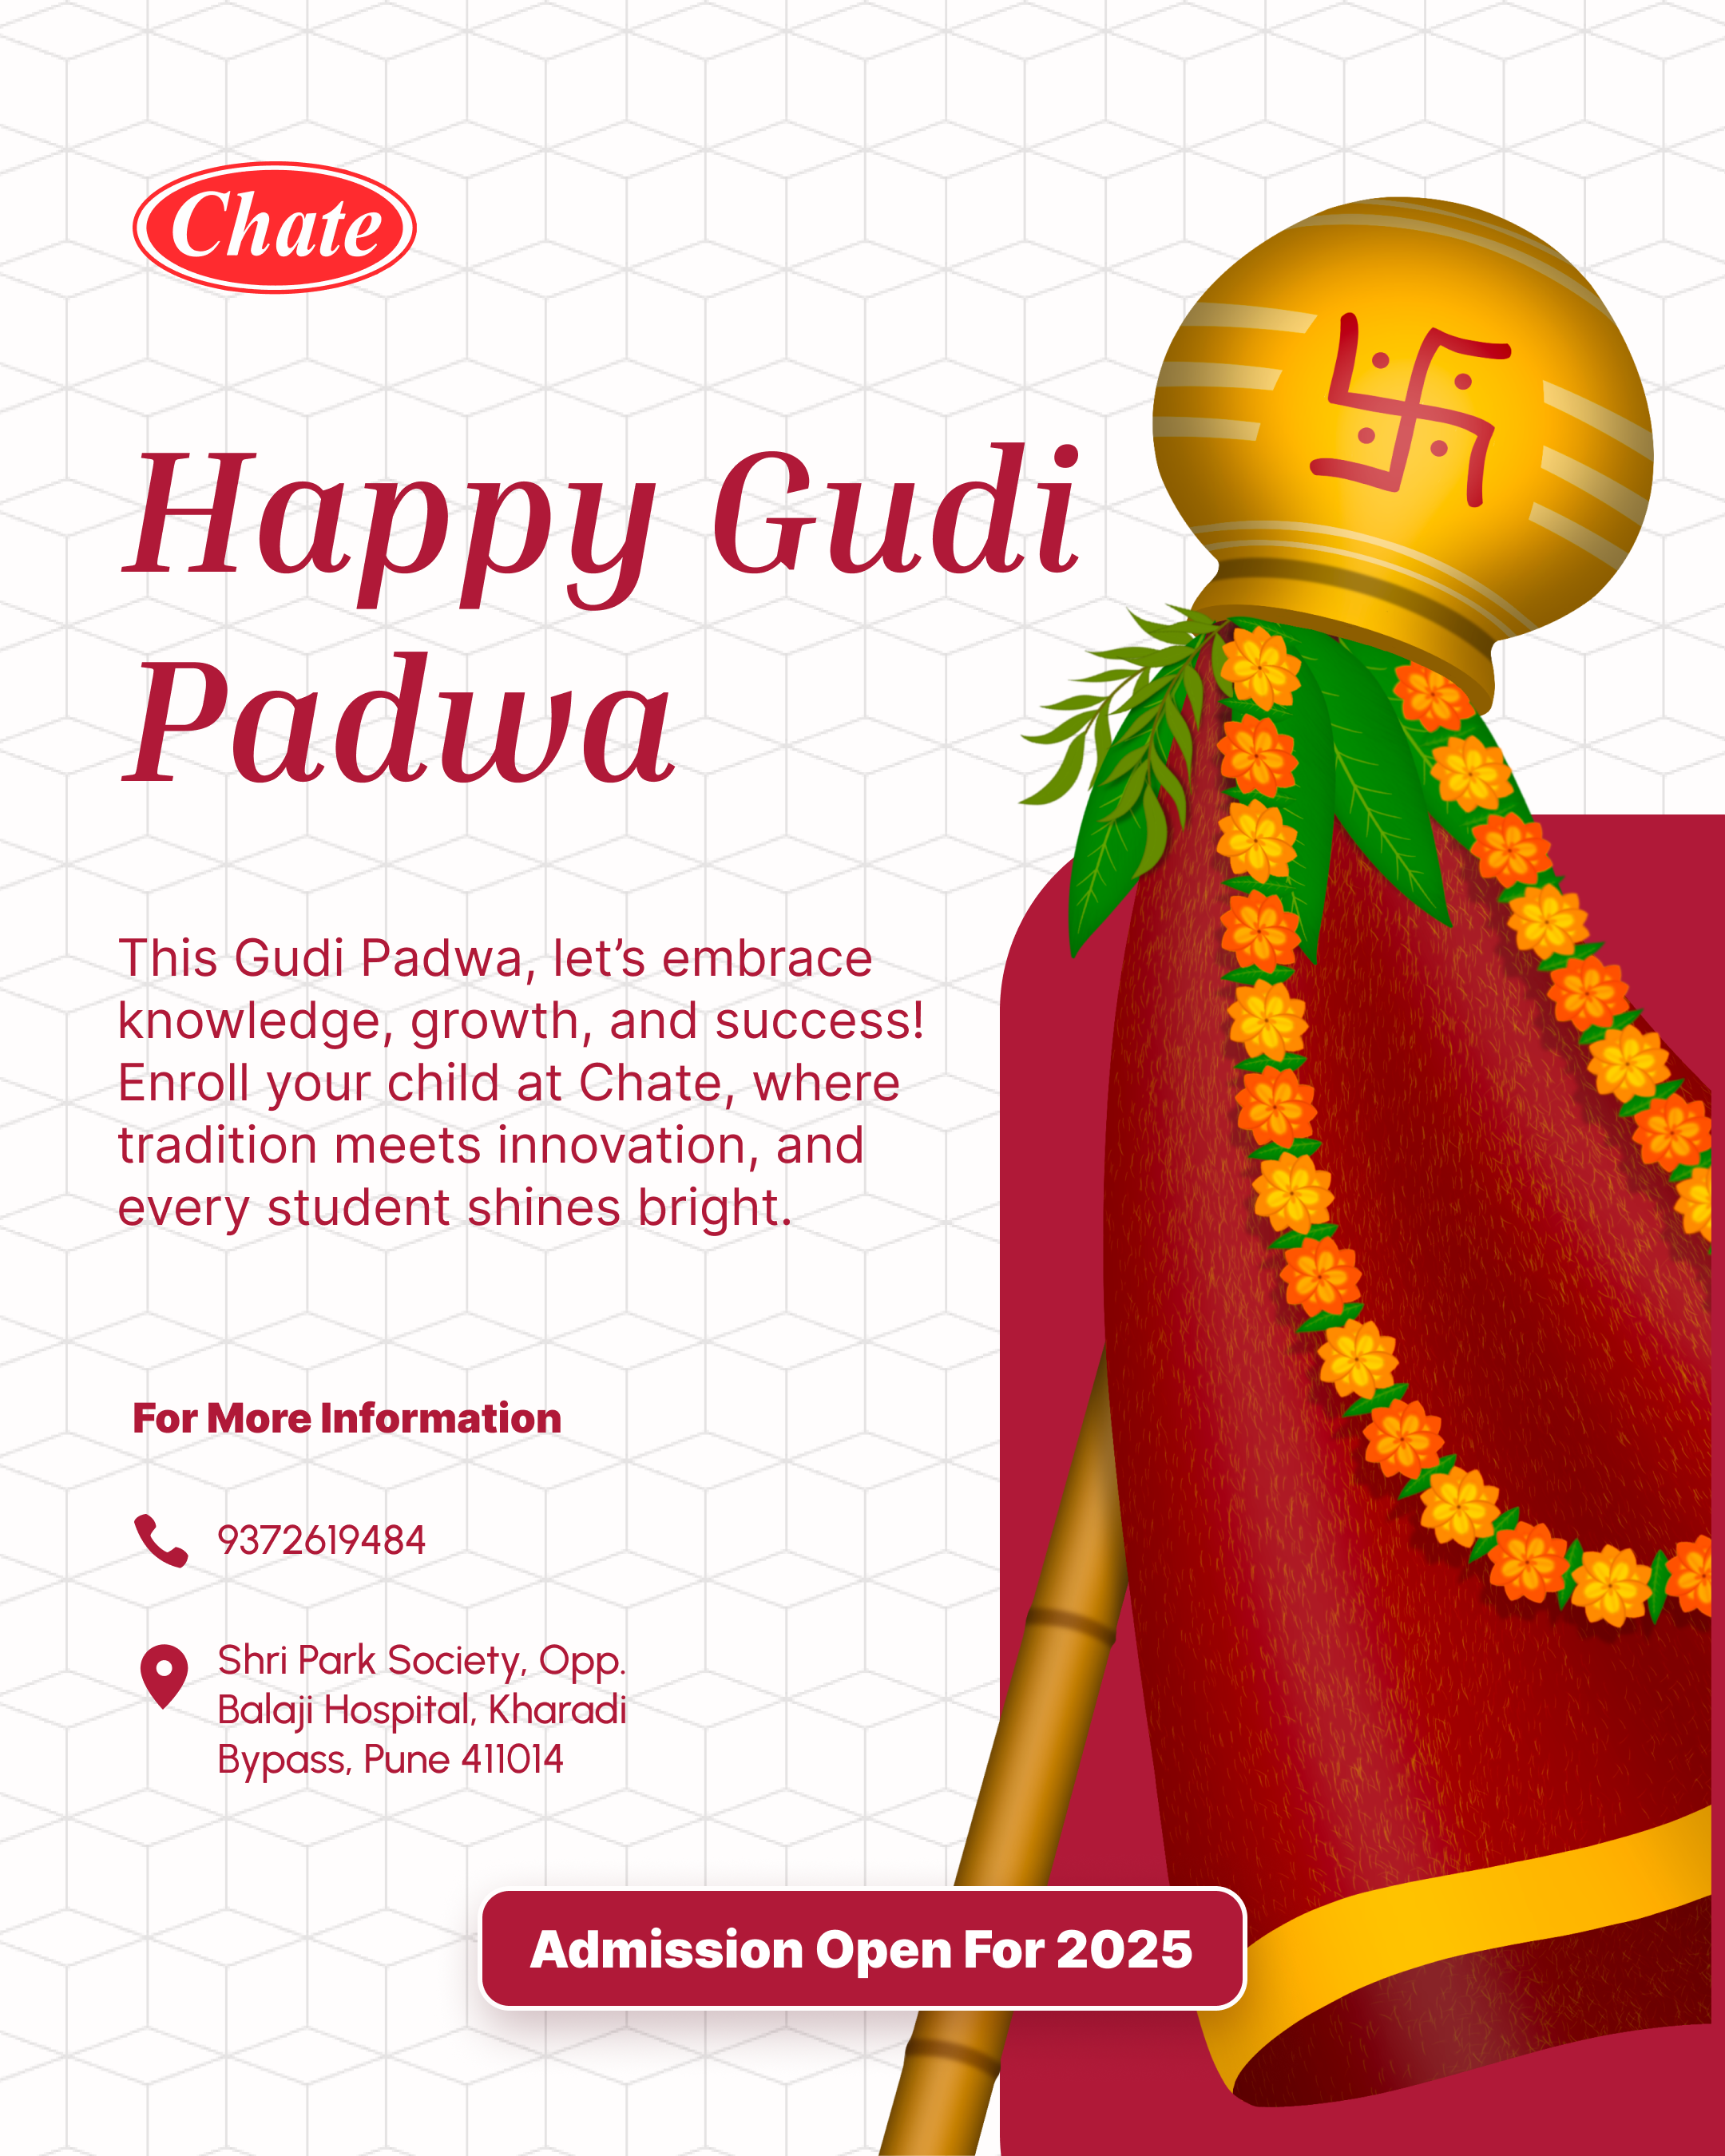 Chate
Happy Gudi
Padwa
This Gudi Padwa, let’s embrace
knowledge, growth, and success!
Enroll your child at Chate, where
tradition meets innovation, and
every student shines bright.
For More Information
9372619484
Shri Park Society, Opp.
Balaji Hospital, Kharadi
Bypass, Pune 411014
Admission Open For 2025